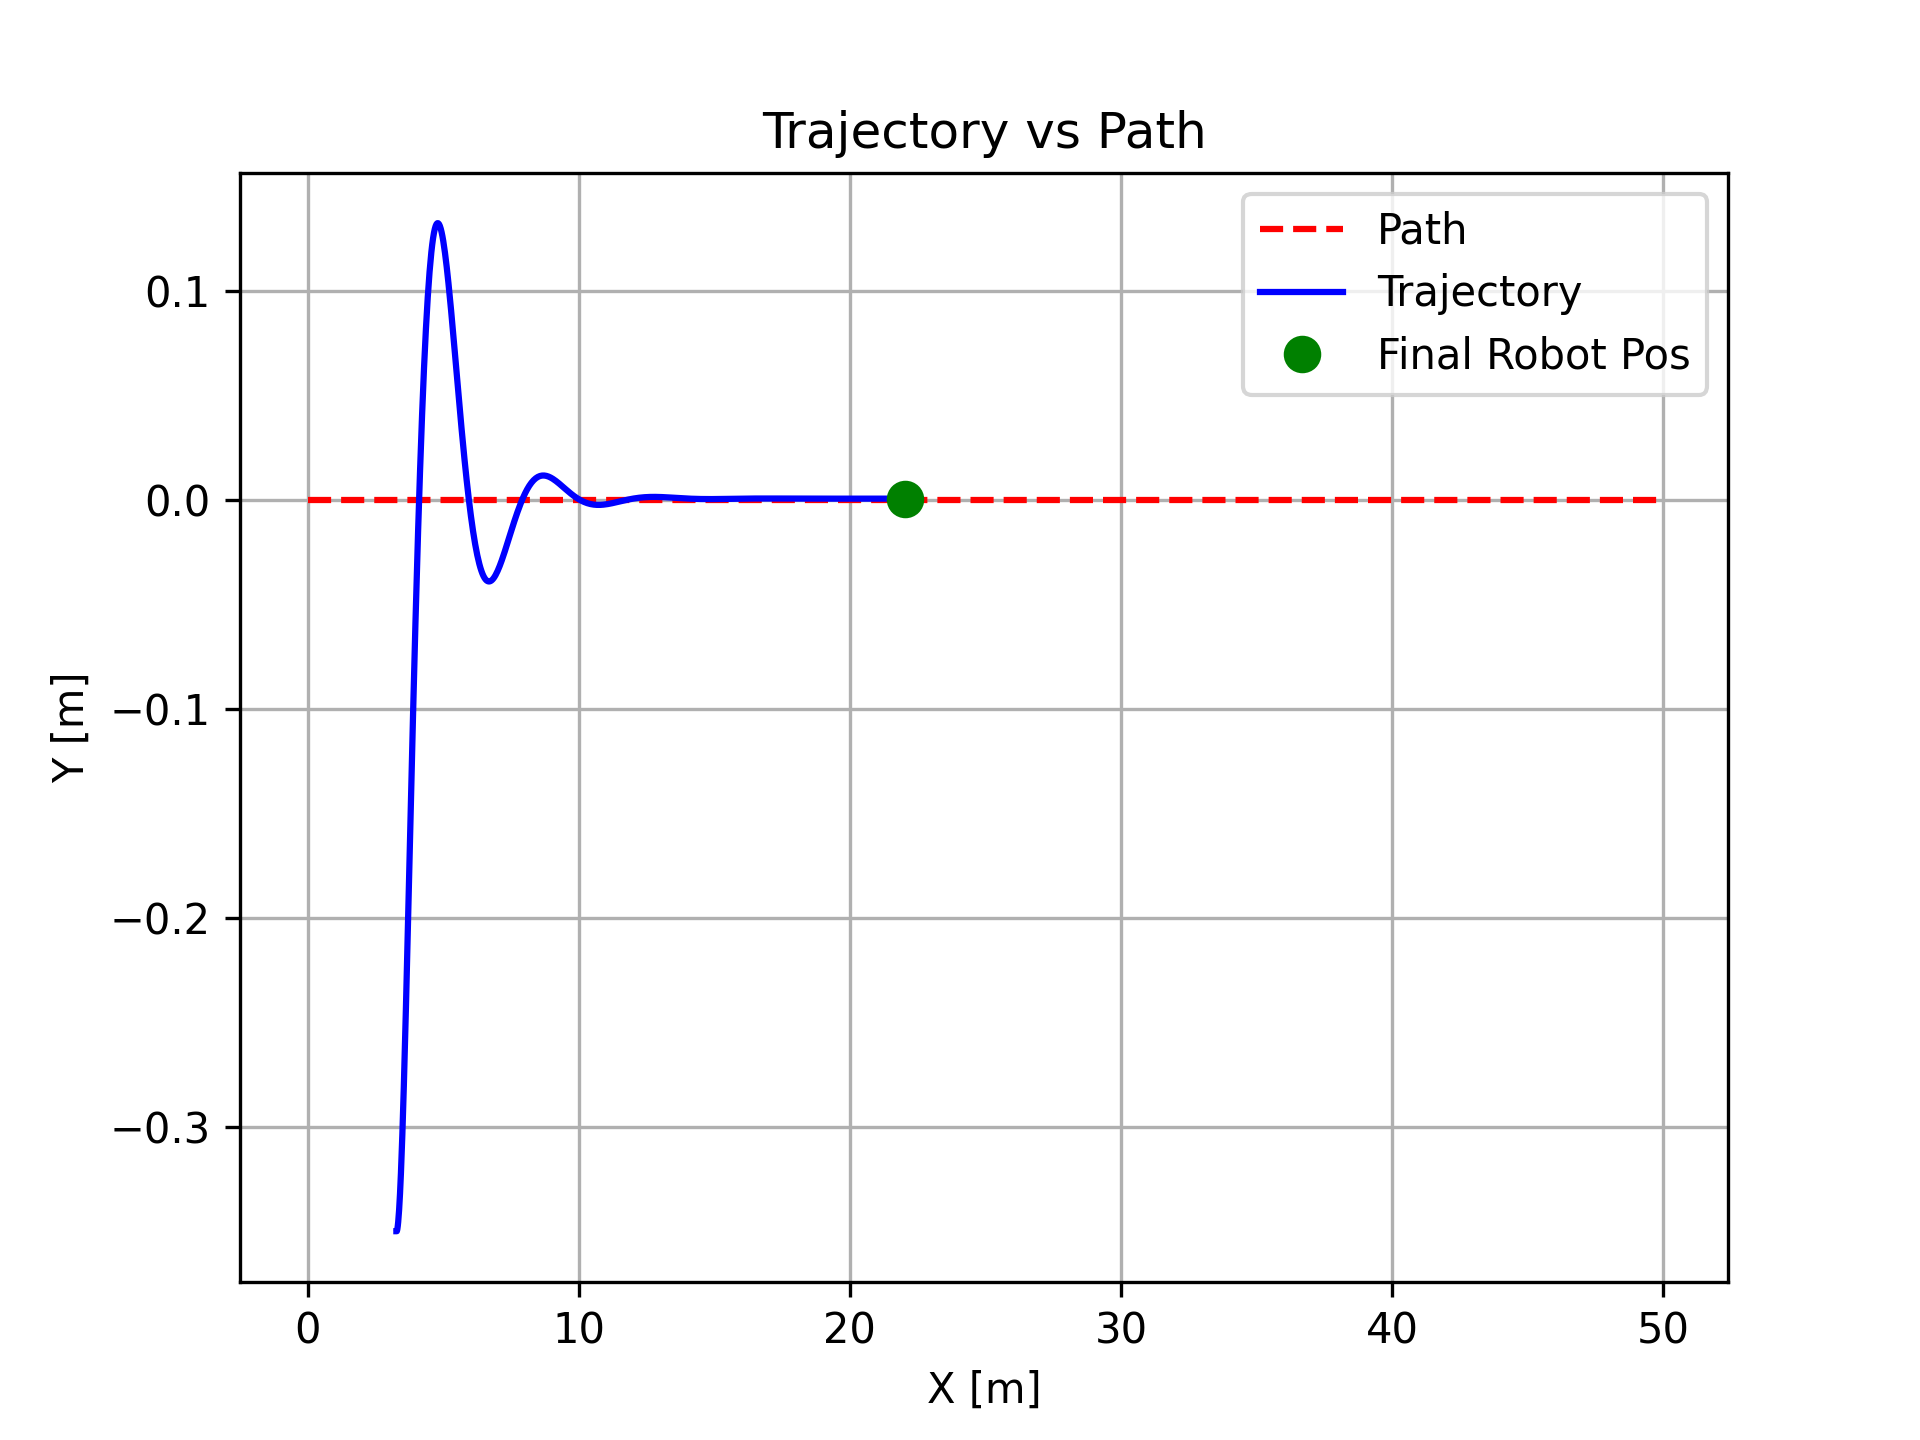 Trajectory vs Path
Path
Trajectory
Final Robot Pos
0.1
0.0
−0.1
−0.2
−0.3
Y [m]
0 10 20 30 40 50
X [m]